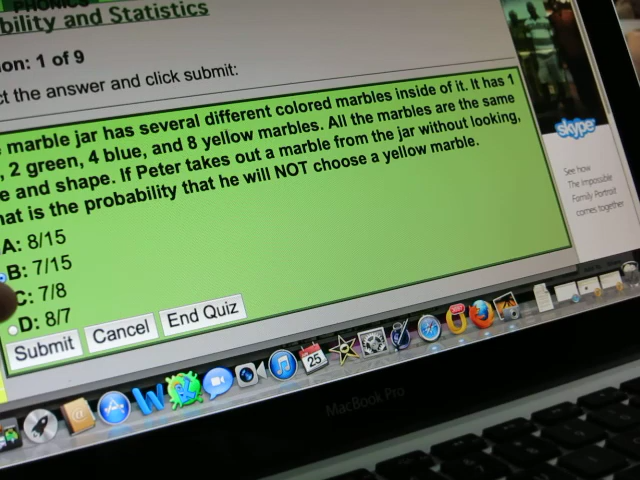 PHONICS
bility and Statistics
on: 1 of 9
ct the answer and click submit:
marble jar has several different colored marbles inside of it. It has 1
, 2 green, 4 blue, and 8 yellow marbles. All the marbles are the same
e and shape. If Peter takes out a marble from the jar without looking,
hat is the probability that he will NOT choose a yellow marble.
A: 8/15
B: 7/15
C: 7/8
D: 8/7
Submit Cancel End Quiz
skype
See how
The Impossible
Family Portrait
comes together
25
MacBook Pro